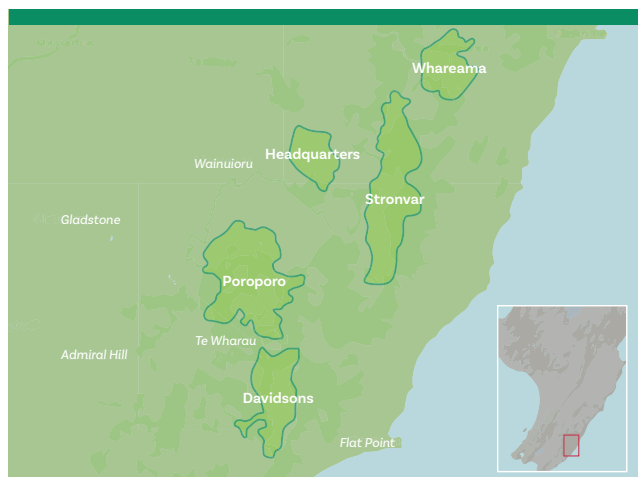 Whareama
Headquarters
Wainuioru
Stronvar
Gladstone
Poroporo
Te Wharau
Admiral Hill
Davidsons
Flat Point